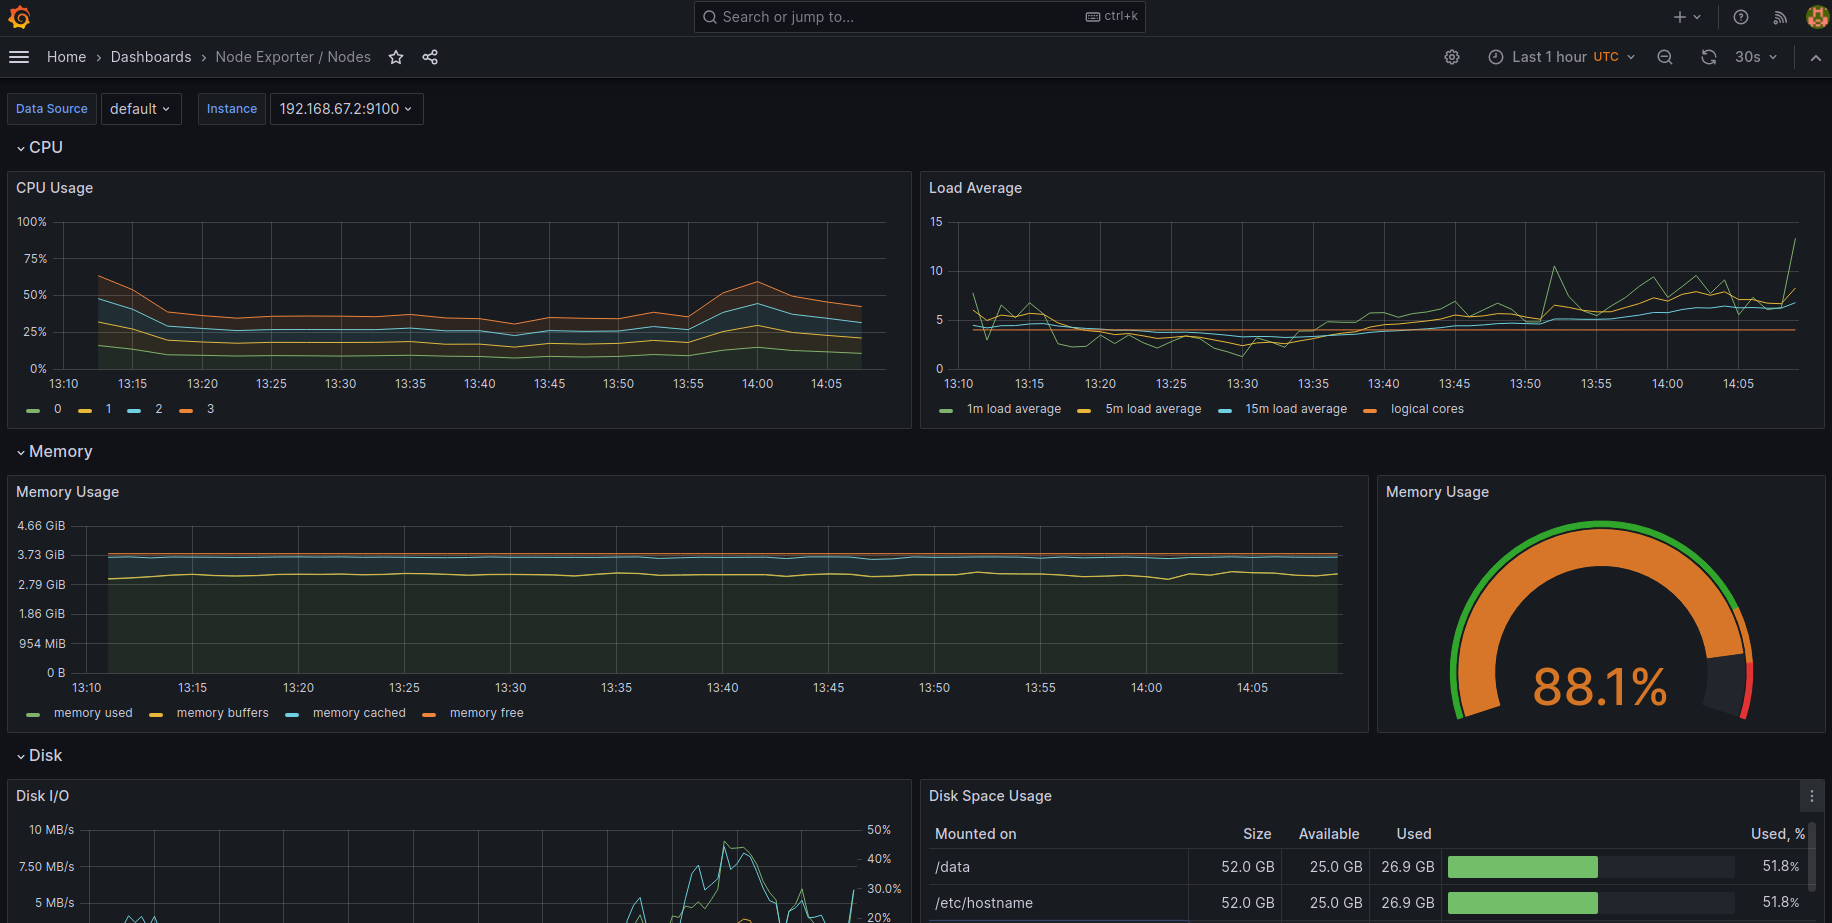 Search or jump to... ctrl+k
Home › Dashboards › Node Exporter / Nodes
Last 1 hour UTC
30s
Data Source default Instance 192.168.67.2:9100
CPU
CPU Usage
100%
75%
50%
25%
0%
13:10 13:15 13:20 13:25 13:30 13:35 13:40 13:45 13:50 13:55 14:00 14:05
0 1 2 3
Load Average
15
10
5
0
13:10 13:15 13:20 13:25 13:30 13:35 13:40 13:45 13:50 13:55 14:00 14:05
1m load average 5m load average 15m load average logical cores
Memory
Memory Usage
4.66 GiB
3.73 GiB
2.79 GiB
1.86 GiB
954 MiB
0 B
13:10 13:15 13:20 13:25 13:30 13:35 13:40 13:45 13:50 13:55 14:00 14:05
memory used memory buffers memory cached memory free
Memory Usage
88.1%
Disk
Disk I/O
10 MB/s
7.50 MB/s
5 MB/s
50%
40%
30.0%
20%
Disk Space Usage
Mounted on Size Available Used Used, %
/data 52.0 GB 25.0 GB 26.9 GB 51.8%
/etc/hostname 52.0 GB 25.0 GB 26.9 GB 51.8%